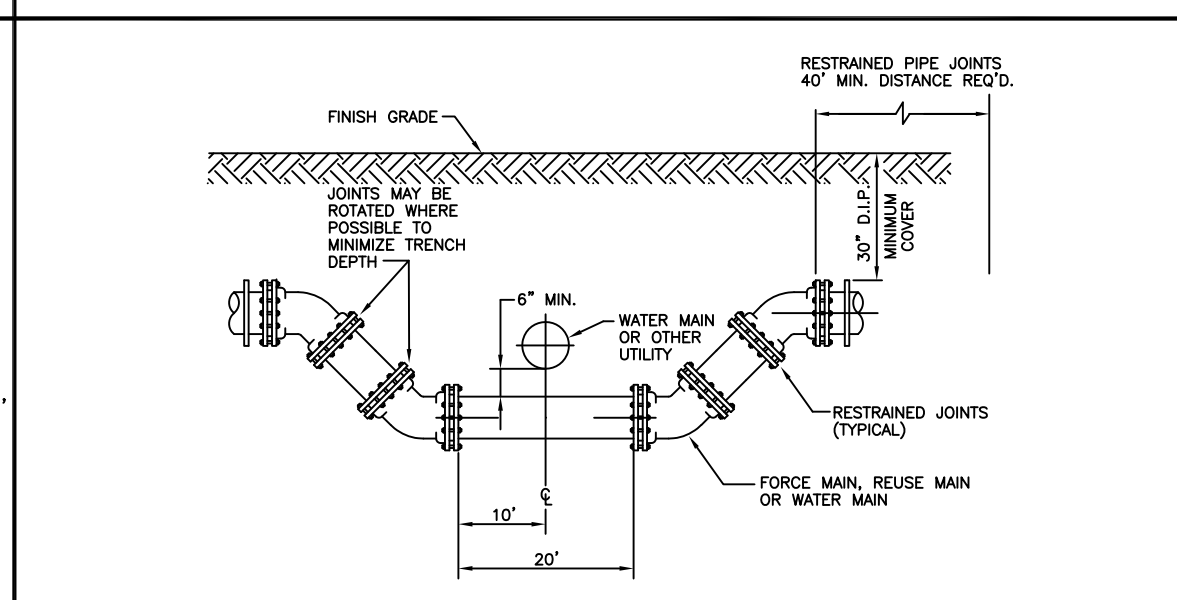 RESTRAINED PIPE JOINTS
40' MIN. DISTANCE REQ'D.
FINISH GRADE
JOINTS MAY BE
ROTATED WHERE
POSSIBLE TO
MINIMIZE TRENCH
DEPTH
30" D.I.P.
MINIMUM
COVER
6" MIN.
WATER MAIN
OR OTHER
UTILITY
RESTRAINED JOINTS
(TYPICAL)
FORCE MAIN, REUSE MAIN
OR WATER MAIN
℄
10'
20'
,